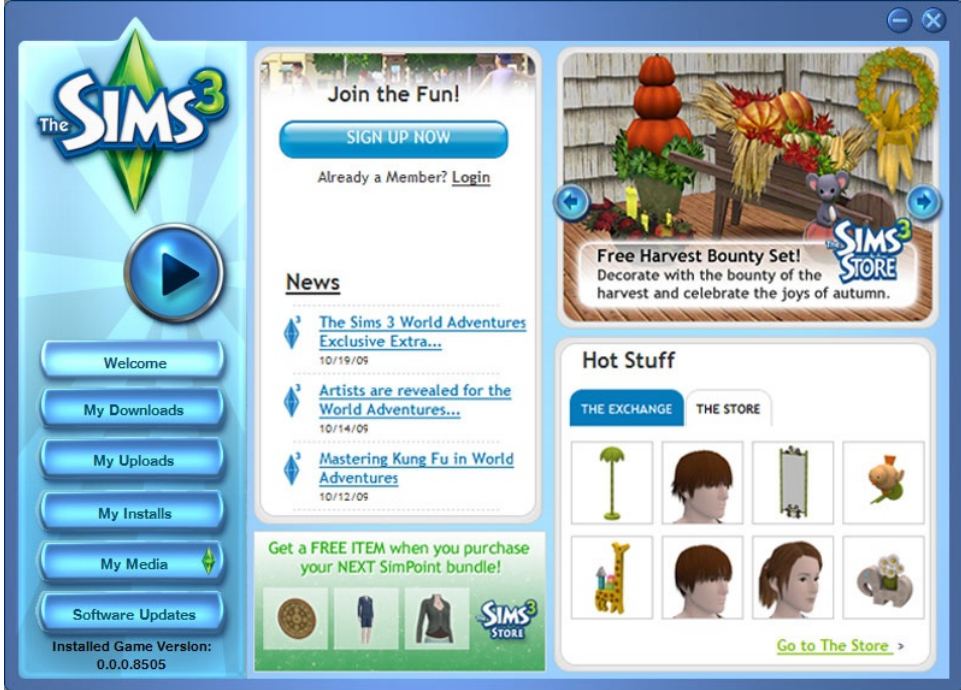 The SIMS 3
Welcome
My Downloads
My Uploads
My Installs
My Media
Software Updates
Installed Game Version:
0.0.0.8505
Join the Fun!
SIGN UP NOW
Already a Member? Login
News
The Sims 3 World Adventures
Exclusive Extra...
10/19/09
Artists are revealed for the
World Adventures...
10/14/09
Mastering Kung Fu in World
Adventures
10/12/09
Get a FREE ITEM when you purchase
your NEXT SimPoint bundle!
SIMS 3
STORE
The SIMS 3
STORE
Free Harvest Bounty Set!
Decorate with the bounty of the
harvest and celebrate the joys of autumn.
Hot Stuff
THE EXCHANGE
THE STORE
Go to The Store >